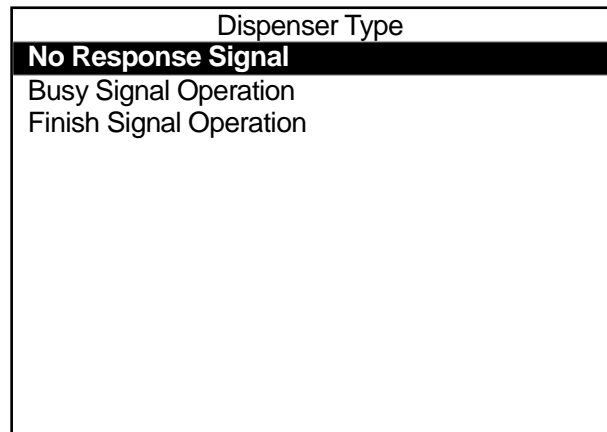 Dispenser Type
No Response Signal
Busy Signal Operation
Finish Signal Operation